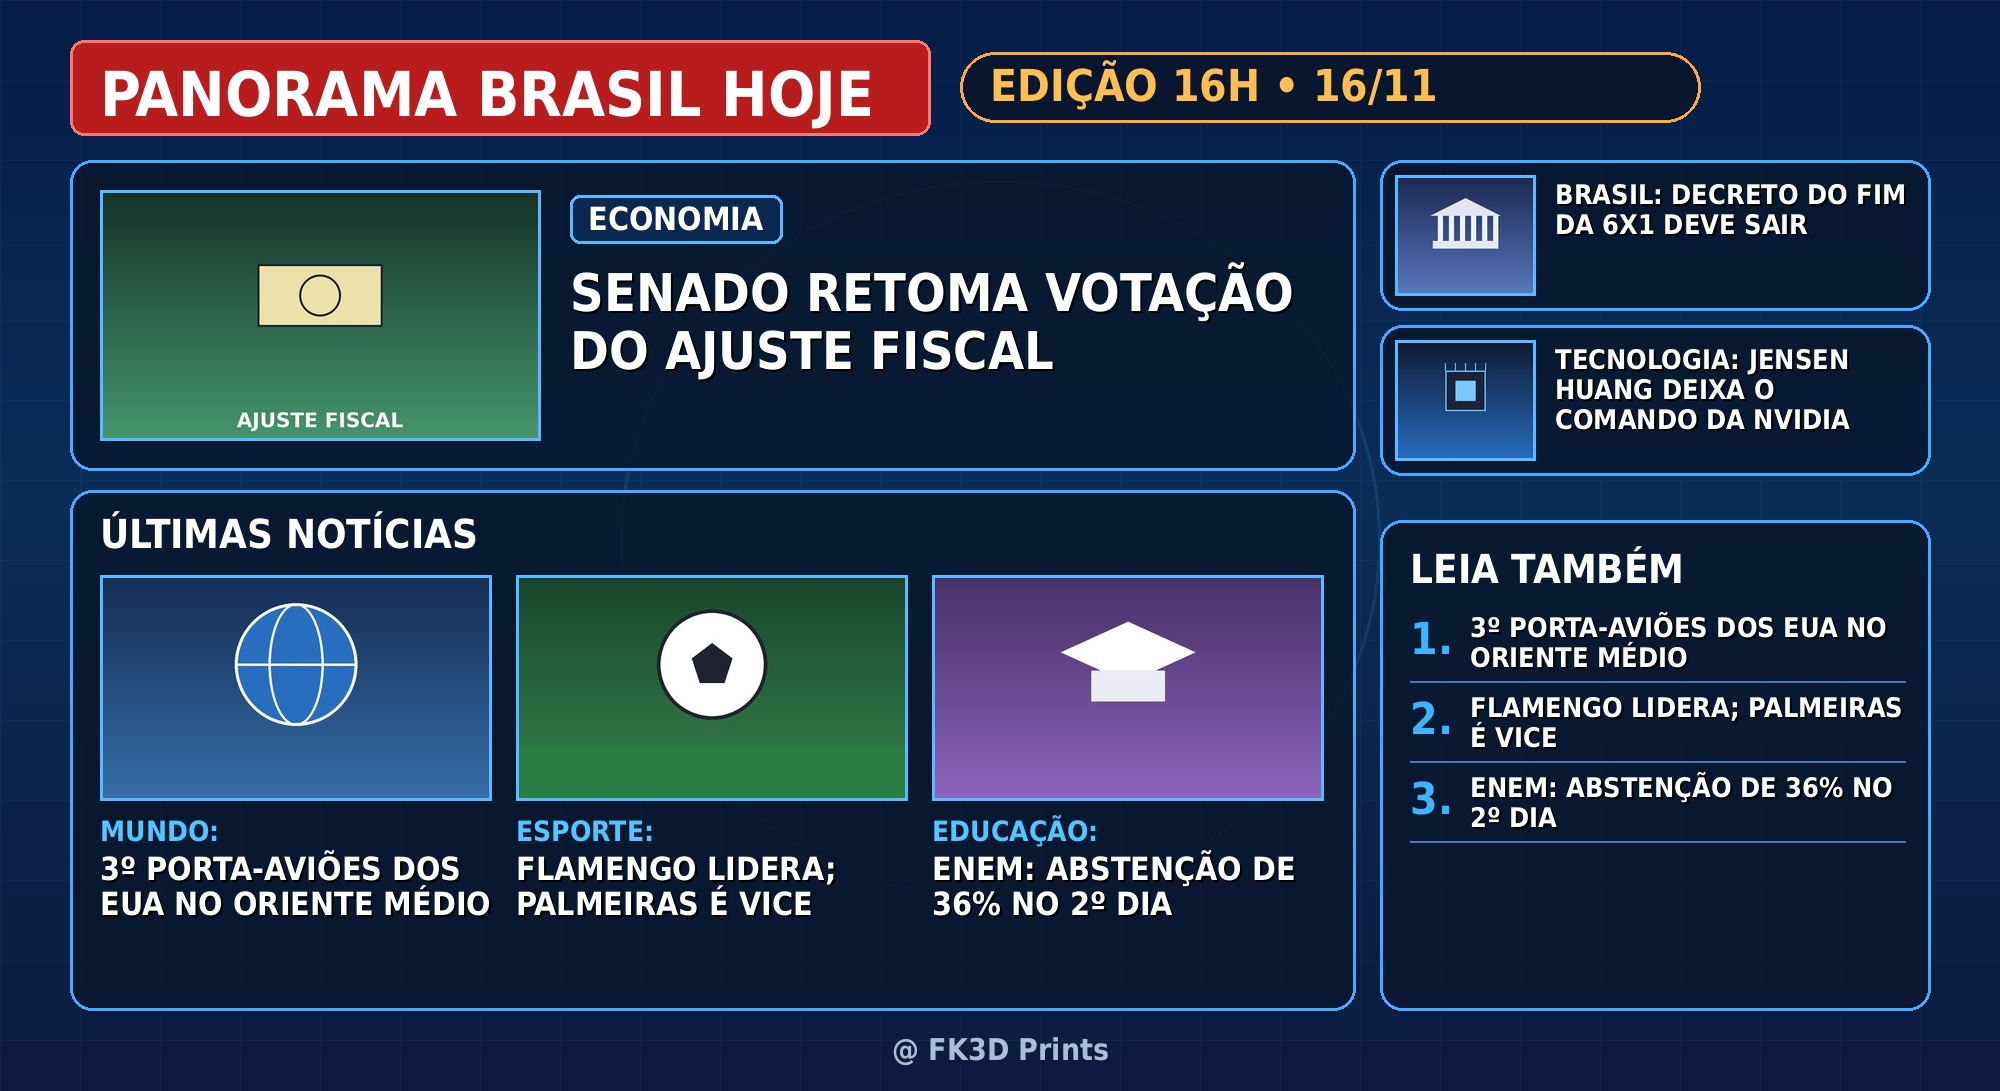 PANORAMA BRASIL HOJE
EDIÇÃO 16H • 16/11
AJUSTE FISCAL
ECONOMIA
SENADO RETOMA VOTAÇÃO
DO AJUSTE FISCAL
BRASIL: DECRETO DO FIM
DA 6X1 DEVE SAIR
TECNOLOGIA: JENSEN
HUANG DEIXA O
COMANDO DA NVIDIA
ÚLTIMAS NOTÍCIAS
MUNDO:
3º PORTA-AVIÕES DOS
EUA NO ORIENTE MÉDIO
ESPORTE:
FLAMENGO LIDERA;
PALMEIRAS É VICE
EDUCAÇÃO:
ENEM: ABSTENÇÃO DE
36% NO 2º DIA
LEIA TAMBÉM
1. 3º PORTA-AVIÕES DOS EUA NO
ORIENTE MÉDIO
2. FLAMENGO LIDERA; PALMEIRAS
É VICE
3. ENEM: ABSTENÇÃO DE 36% NO
2º DIA
@ FK3D Prints